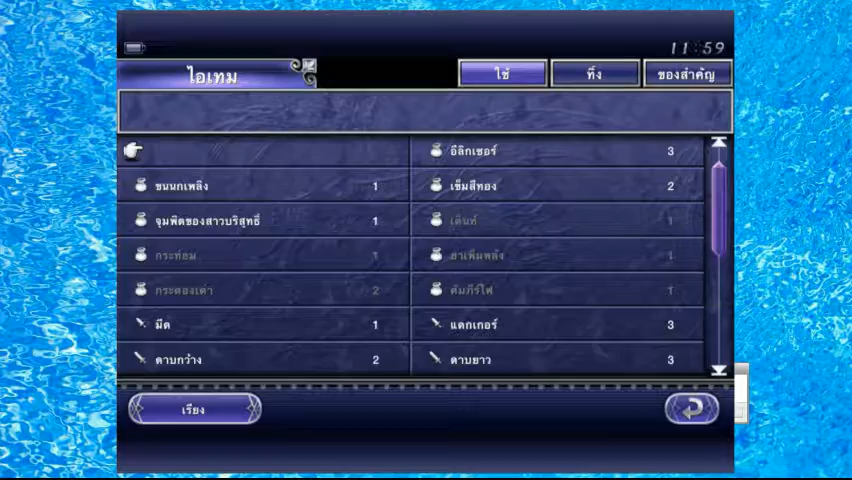 11:59
ไอเทม
ใช้ ทิ้ง ของสำคัญ
อีลิกเซอร์ 3
ขนนกเพลิง 1 เข็มสีทอง 2
จุมพิตของสาวบริสุทธิ์ 1 เต็นท์ 1
กระท่อม 1 ยาเพิ่มพลัง 1
กระดองเต่า 2 คัมภีร์ไฟ 1
มีด 1 แดกเกอร์ 3
ดาบกว้าง 2 ดาบยาว 3
เรียง